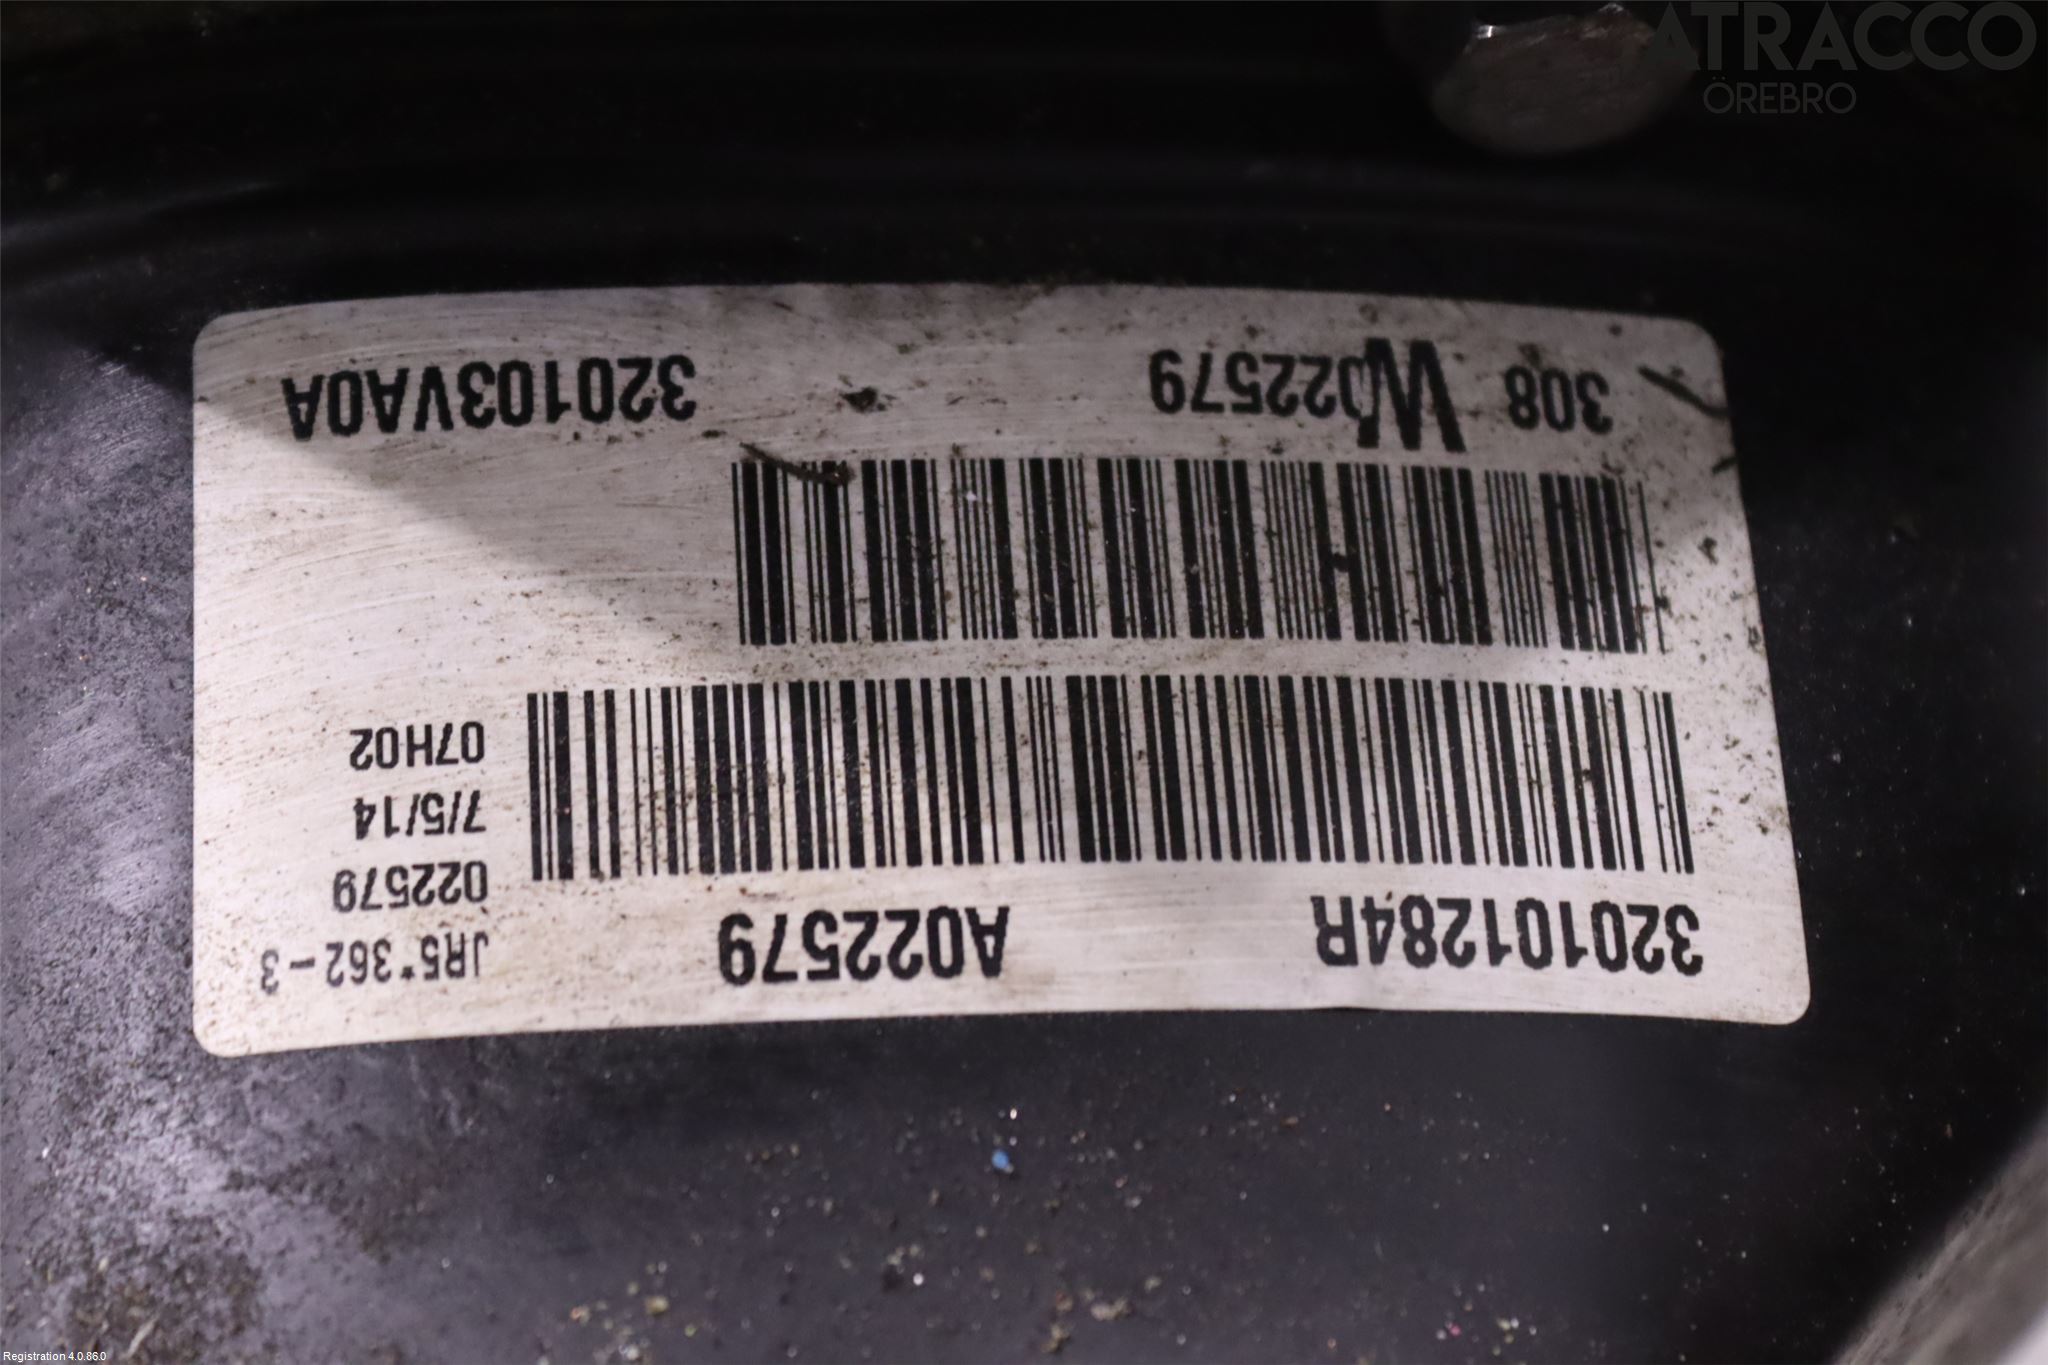 ATRACCO
ÖREBRO
320101284R A022579 JR5*362-3
022579
7/5/14
07H02
308 W022579 320103VA0A
Registration 4.0.86.0